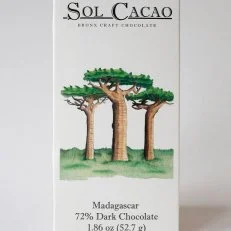 SOL CACAO
BRONX CRAFT CHOCOLATE
Madagascar
72% Dark Chocolate
1.86 oz (52.7 g)